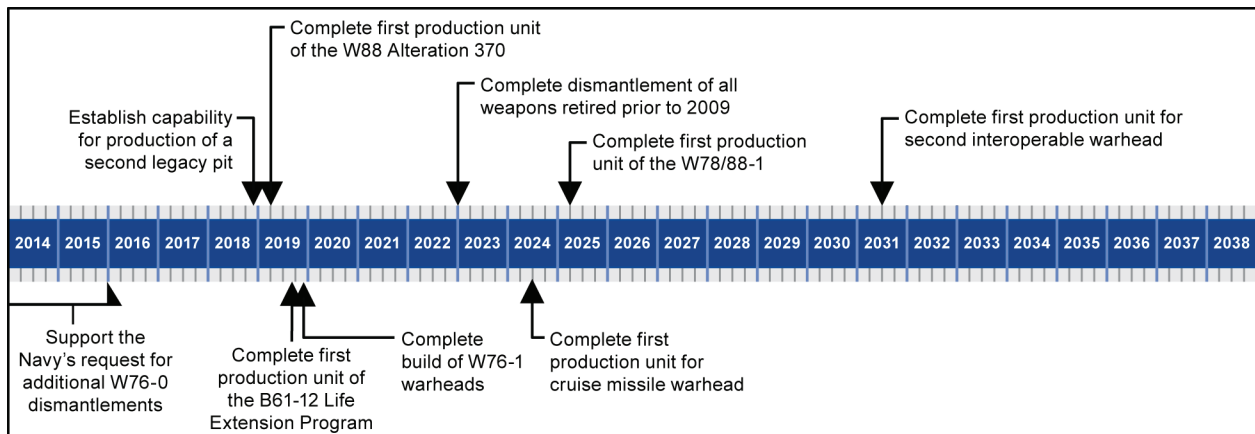 Complete first production unit
of the W88 Alteration 370
Complete dismantlement of all
weapons retired prior to 2009
Establish capability
for production of a
second legacy pit
Complete first production
unit of the W78/88-1
Complete first production unit for
second interoperable warhead
2014 2015 2016 2017 2018 2019 2020 2021 2022 2023 2024 2025 2026 2027 2028 2029 2030 2031 2032 2033 2034 2035 2036 2037 2038
Support the
Navy's request for
additional W76-0
dismantlements
Complete first
production unit of
the B61-12 Life
Extension Program
Complete
build of W76-1
warheads
Complete first
production unit for
cruise missile warhead